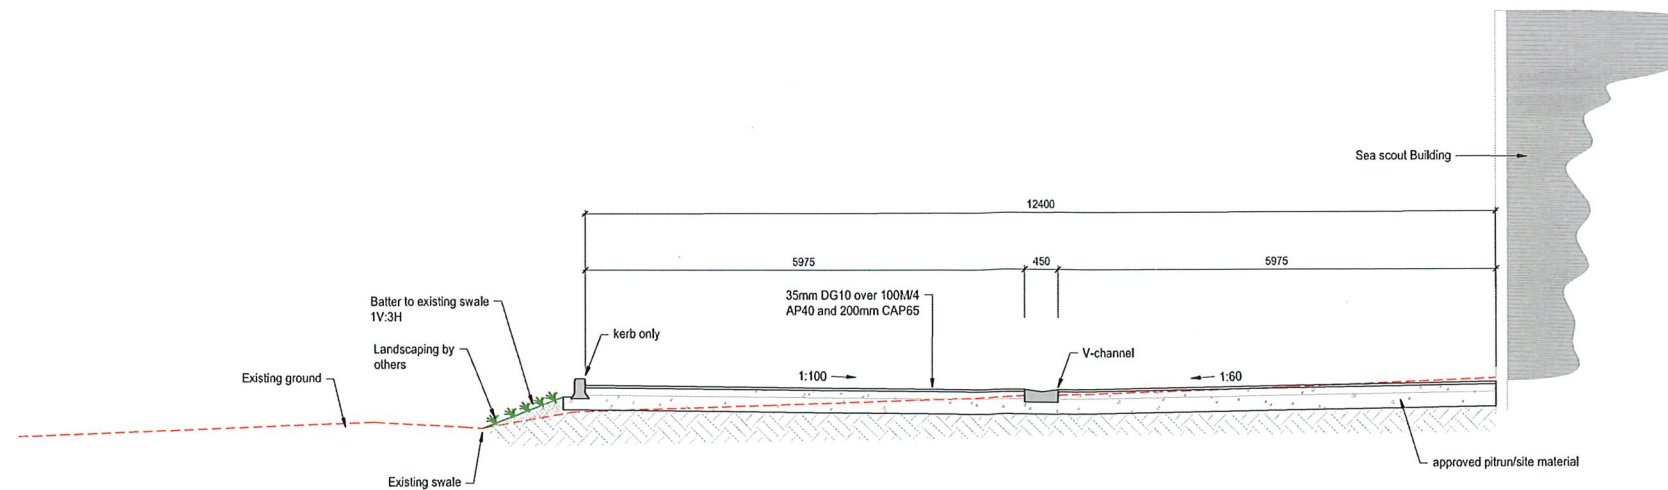 Sea scout Building
12400
5975
450
5975
35mm DG10 over 100M/4
AP40 and 200mm CAP65
Batter to existing swale
1V:3H
kerb only
Landscaping by
others
V-channel
Existing ground
1:100
1:60
approved pitrun/site material
Existing swale